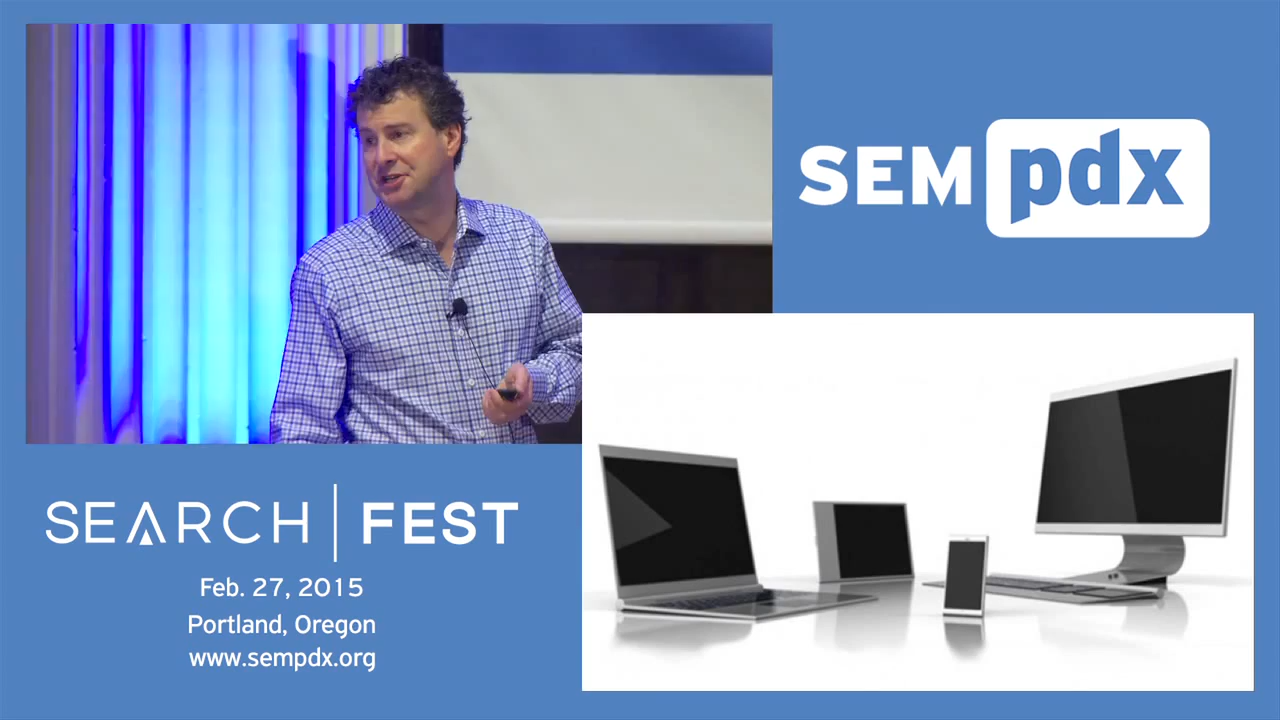 SEM pdx
SEARCH FEST
Feb. 27, 2015
Portland, Oregon
www.sempdx.org